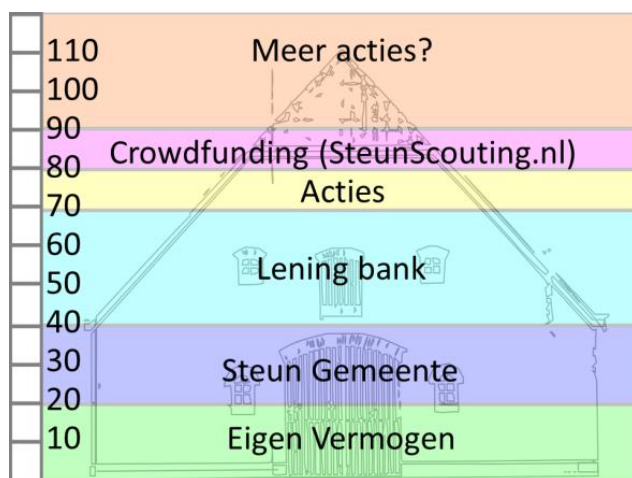 110
Meer acties?
100
90
Crowdfunding (SteunScouting.nl)
80
Acties
70
60
Lening bank
50
40
30
Steun Gemeente
20
10
Eigen Vermogen